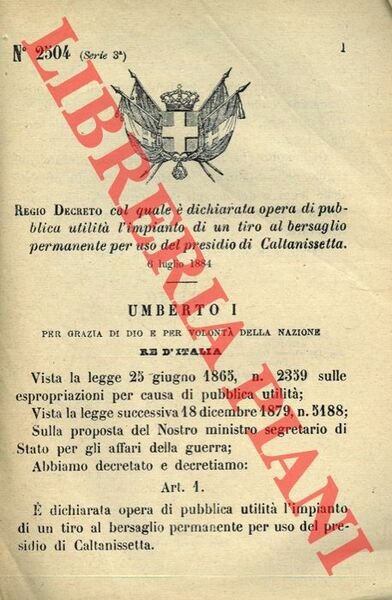 N° 2504 (Serie 3ª)
1
REGIO DECRETO col quale è dichiarata opera di pub-
blica utilità l'impianto di un tiro al bersaglio
permanente per uso del presidio di Caltanissetta.
6 luglio 1884
UMBERTO I
PER GRAZIA DI DIO E PER VOLONTÀ DELLA NAZIONE
RE D'ITALIA
Vista la legge 25 giugno 1865, n. 2359 sulle
espropriazioni per causa di pubblica utilità;
Vista la legge successiva 18 dicembre 1879, n. 5188;
Sulla proposta del Nostro ministro segretario di
Stato per gli affari della guerra;
Abbiamo decretato e decretiamo:
Art. 1.
È dichiarata opera di pubblica utilità l'impianto
di un tiro al bersaglio permanente per uso del pre-
sidio di Caltanissetta.
LIBRERIA PIANI